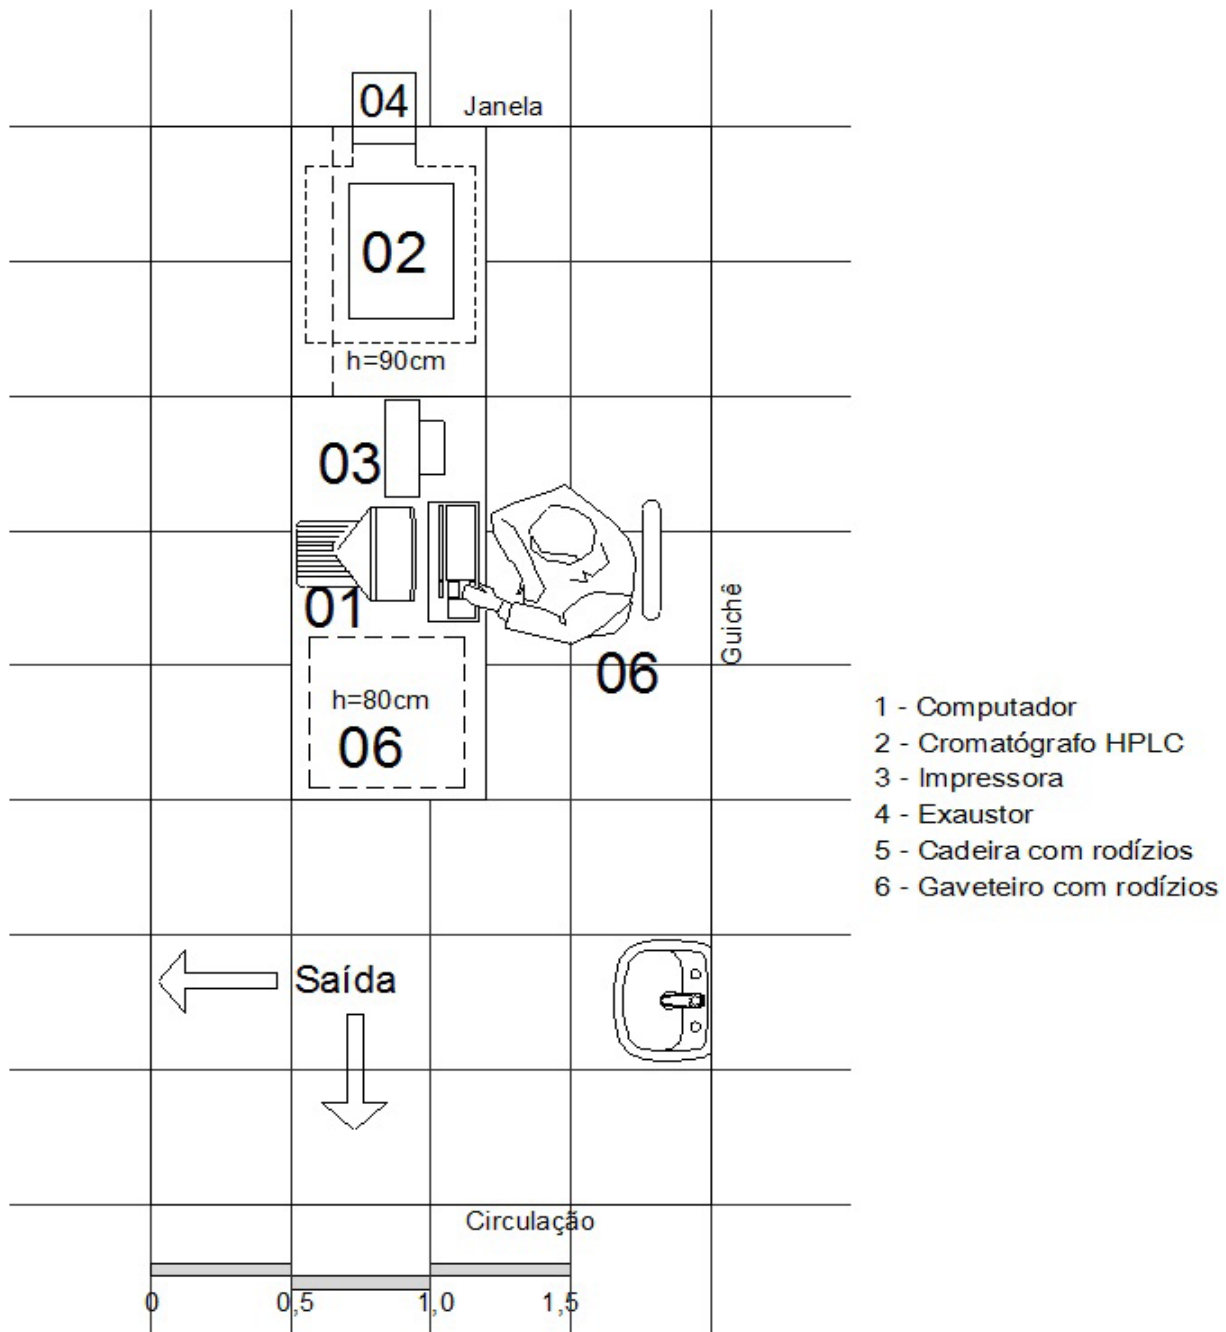 04
Janela
02
h=90cm
03
01
Guichê
06
h=80cm
06
1 - Computador
2 - Cromatógrafo HPLC
3 - Impressora
4 - Exaustor
5 - Cadeira com rodízios
6 - Gaveteiro com rodízios
Saída
Circulação
0 0,5 1,0 1,5